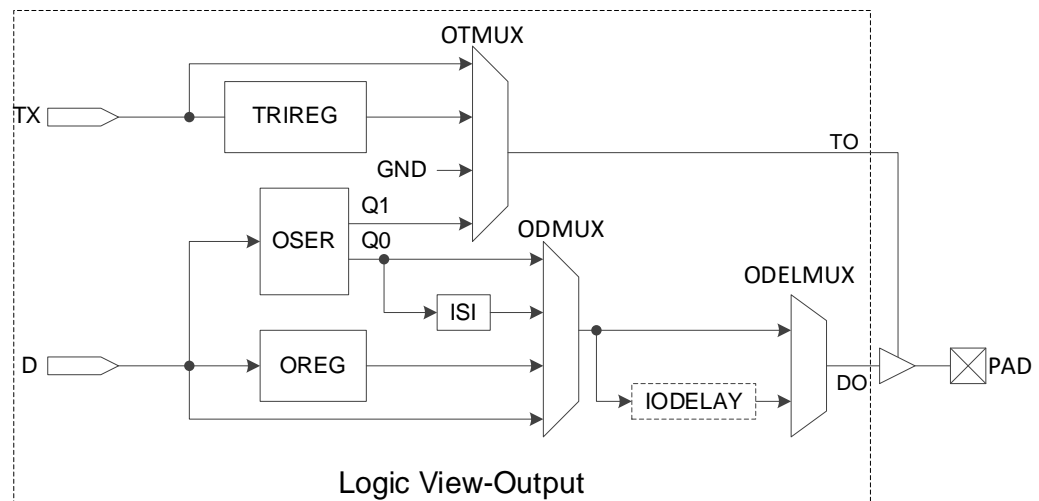 OTMUX
TX
TRIREG
TO
GND
Q1
OSER
Q0
ODMUX
ODELMUX
ISI
D
OREG
DO
PAD
IODELAY
Logic View-Output